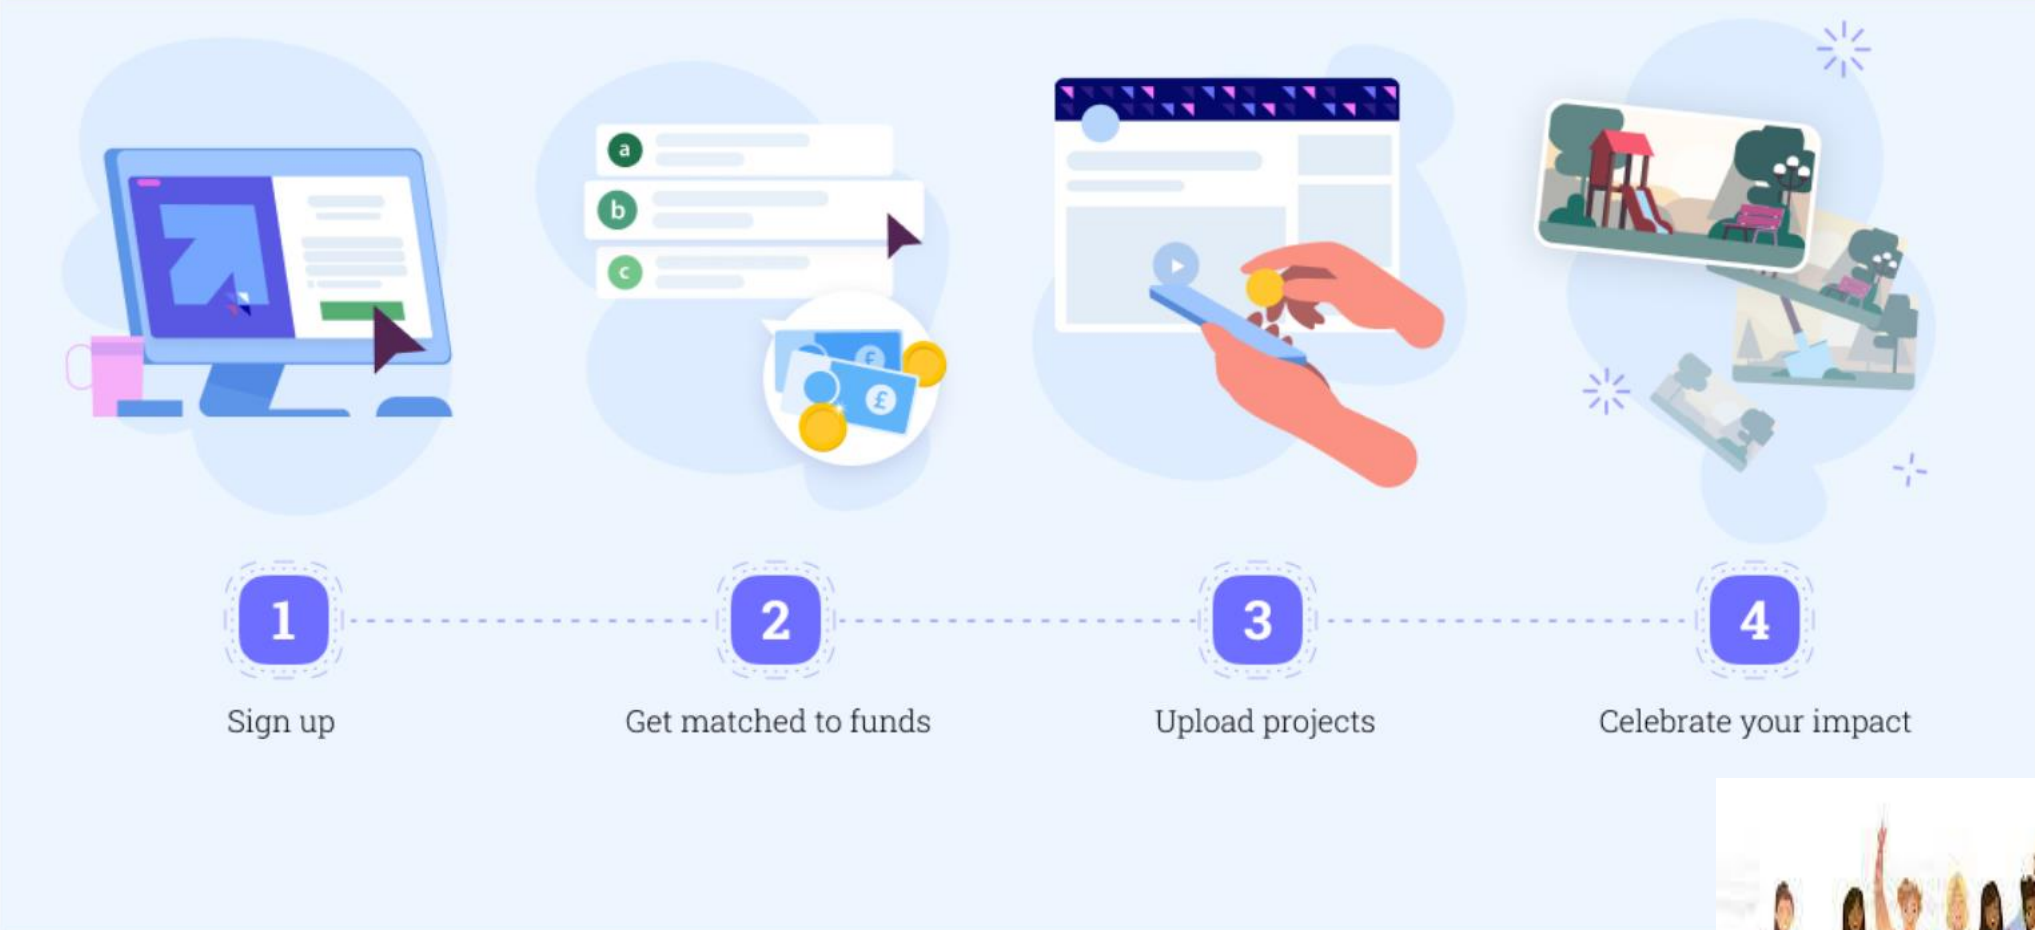 a
b
c
£
£
1
2
3
4
Sign up
Get matched to funds
Upload projects
Celebrate your impact